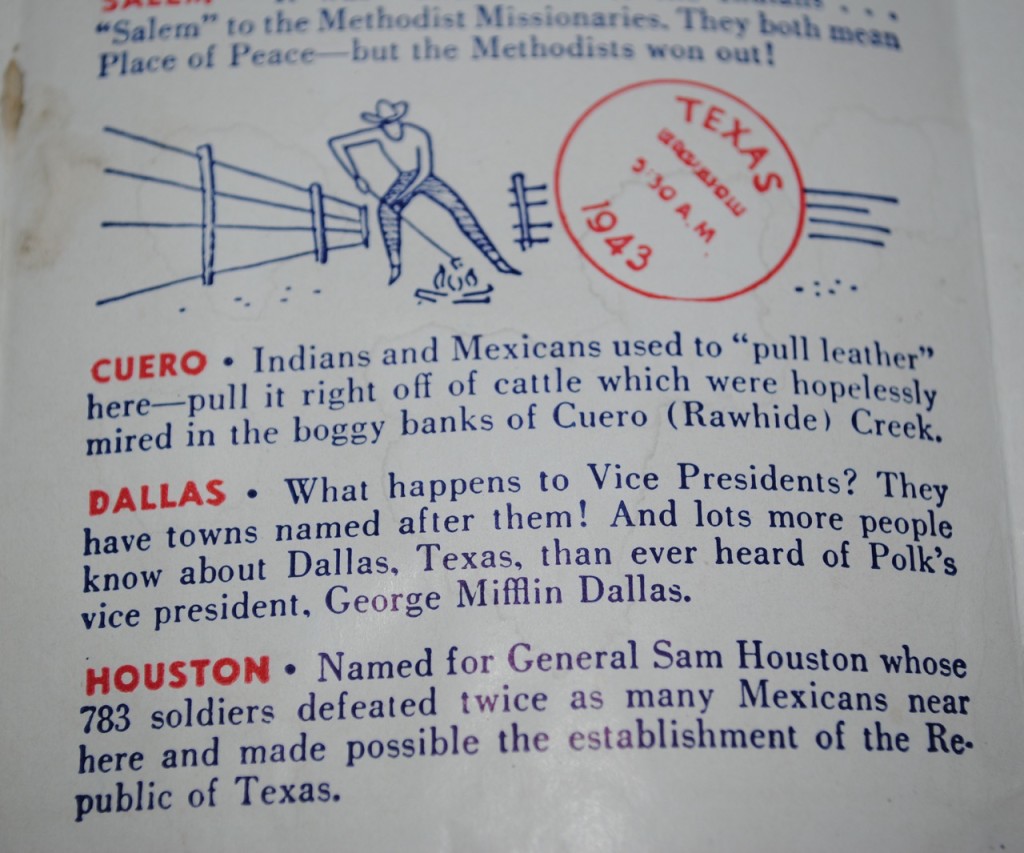 "Salem" to the Methodist Missionaries. They both mean
Place of Peace—but the Methodists won out!
TEXAS
3:30 A.M.
1943
CUERO • Indians and Mexicans used to "pull leather"
here—pull it right off of cattle which were hopelessly
mired in the boggy banks of Cuero (Rawhide) Creek.
DALLAS • What happens to Vice Presidents? They
have towns named after them! And lots more people
know about Dallas, Texas, than ever heard of Polk's
vice president, George Mifflin Dallas.
HOUSTON • Named for General Sam Houston whose
783 soldiers defeated twice as many Mexicans near
here and made possible the establishment of the Re-
public of Texas.